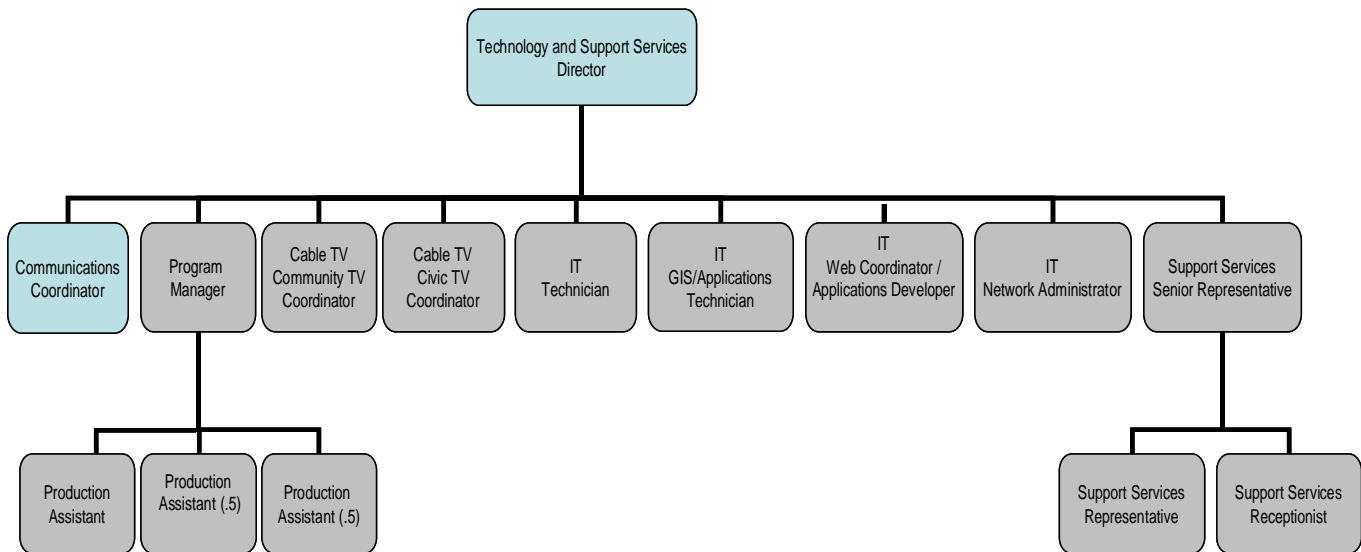 Technology and Support Services
Director
Communications
Coordinator
Program
Manager
Cable TV
Community TV
Coordinator
Cable TV
Civic TV
Coordinator
IT
Technician
IT
GIS/Applications
Technician
IT
Web Coordinator /
Applications Developer
IT
Network Administrator
Support Services
Senior Representative
Production
Assistant
Production
Assistant (.5)
Production
Assistant (.5)
Support Services
Representative
Support Services
Receptionist